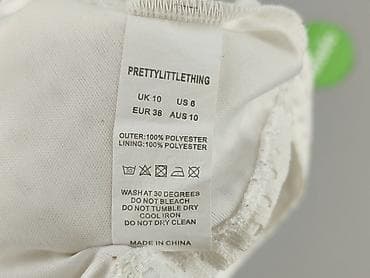 PRETTYLITTLETHING
UK 10 US 6
EUR 38 AUS 10
OUTER: 100% POLYESTER
LINING: 100% POLYESTER
WASH AT 30 DEGREES
DO NOT BLEACH
DO NOT TUMBLE DRY
COOL IRON
DO NOT DRY CLEAN
MADE IN CHINA